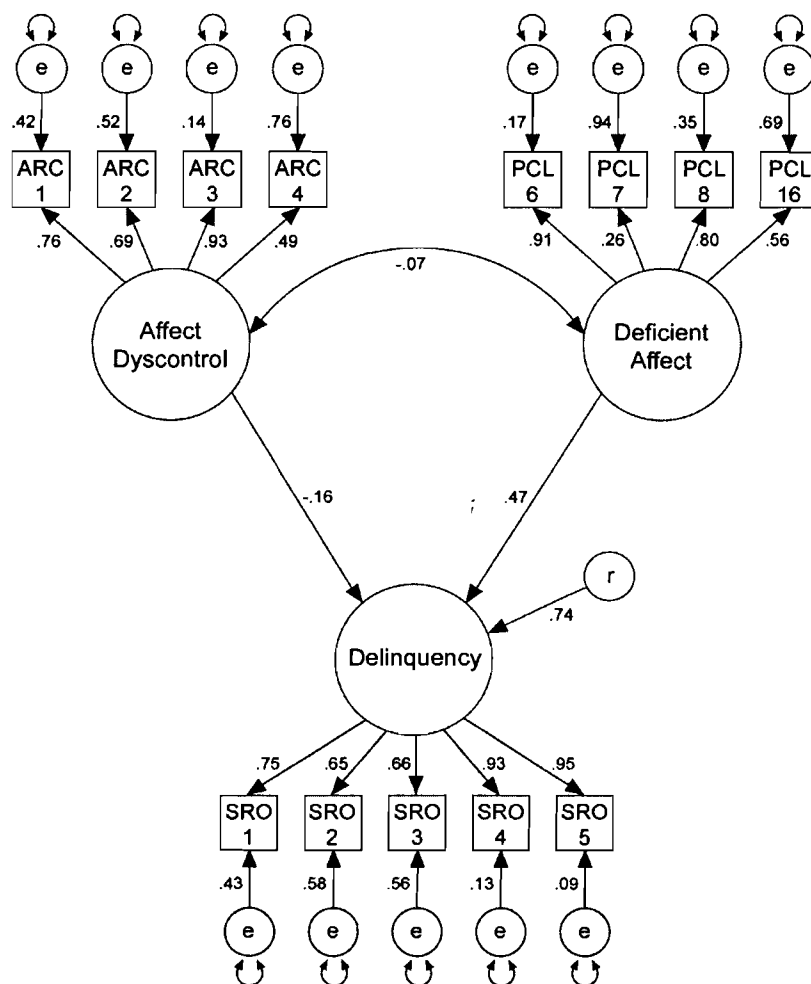 e e e e e e e e
.42 .52 .14 .76 .17 .94 .35 .69
ARC ARC ARC ARC PCL PCL PCL PCL
1 2 3 4 6 7 8 16
.76 .69 .93 .49 .91 .26 .80 .56
-.07
Affect
Dyscontrol
Deficient
Affect
-.16 .47
r
.74
Delinquency
.75 .65 .66 .93 .95
SRO SRO SRO SRO SRO
1 2 3 4 5
.43 .58 .56 .13 .09
e e e e e